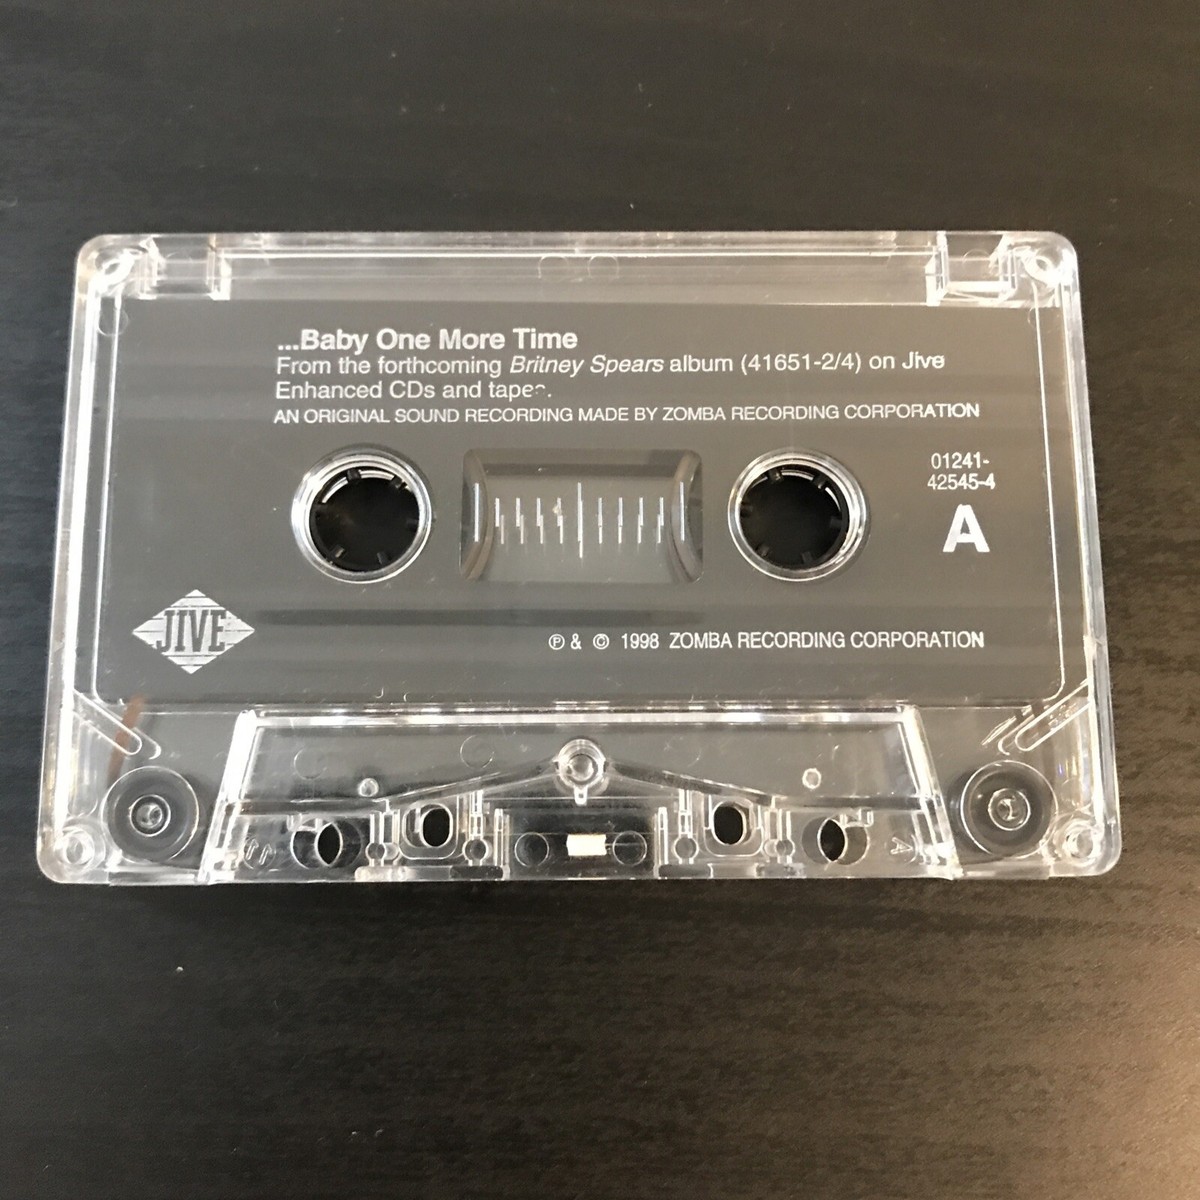 ...Baby One More Time
From the forthcoming Britney Spears album (41651-2/4) on Jive
Enhanced CDs and tapes.
AN ORIGINAL SOUND RECORDING MADE BY ZOMBA RECORDING CORPORATION
01241-
42545-4
A
JIVE
℗ & © 1998 ZOMBA RECORDING CORPORATION